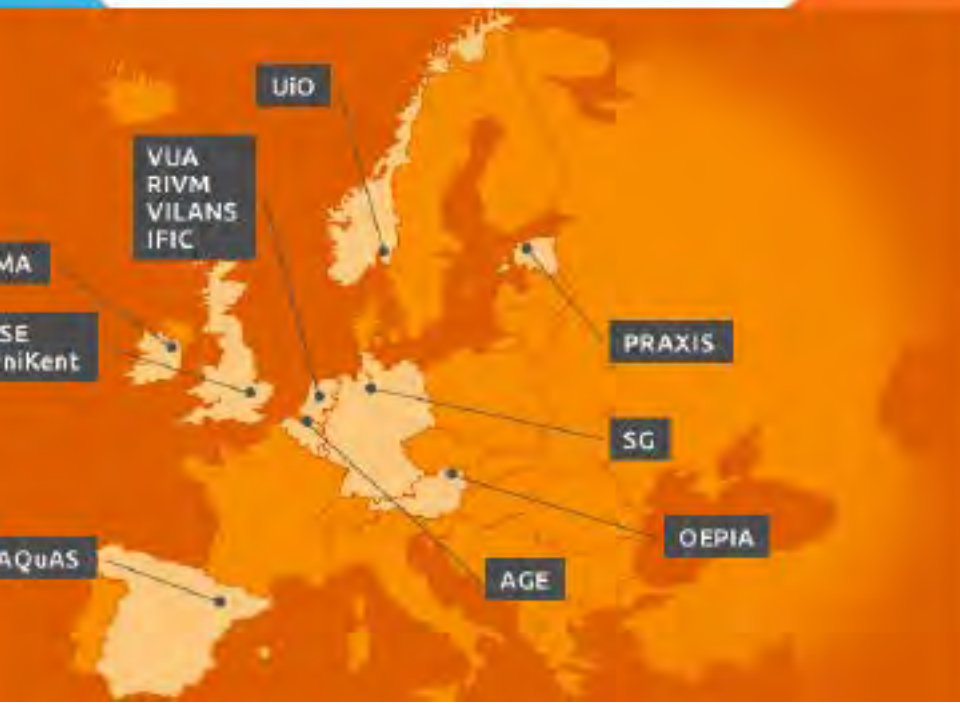 UiO
VUA
RIVM
VILANS
IFIC
MA
SE
niKent
PRAXIS
SG
OEPIA
AQuAS
AGE